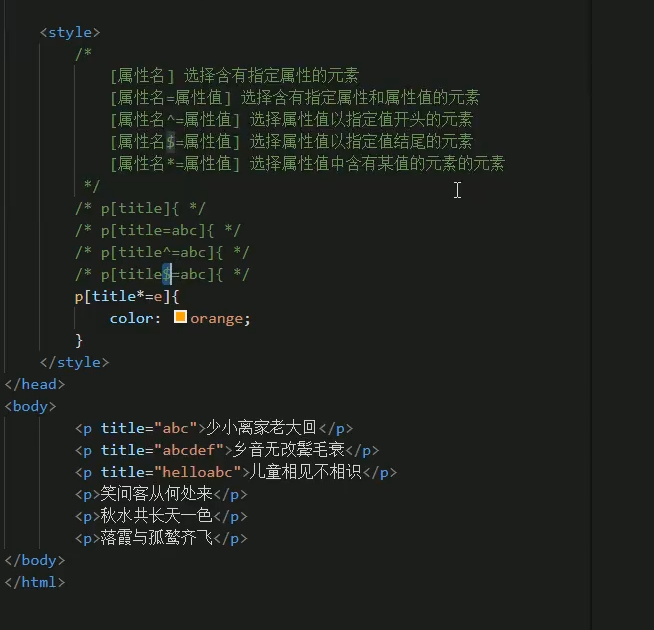 <style>
/*
[属性名] 选择含有指定属性的元素
[属性名=属性值] 选择含有指定属性和属性值的元素
[属性名^=属性值] 选择属性值以指定值开头的元素
[属性名$=属性值] 选择属性值以指定值结尾的元素
[属性名*=属性值] 选择属性值中含有某值的元素的元素
*/
/* p[title]{ */
/* p[title=abc]{ */
/* p[title^=abc]{ */
/* p[title$=abc]{ */
p[title*=e]{
color: orange;
}
</style>
</head>
<body>
<p title="abc">少小离家老大回</p>
<p title="abcdef">乡音无改鬓毛衰</p>
<p title="helloabc">儿童相见不相识</p>
<p>笑问客从何处来</p>
<p>秋水共长天一色</p>
<p>落霞与孤鹜齐飞</p>
</body>
</html>